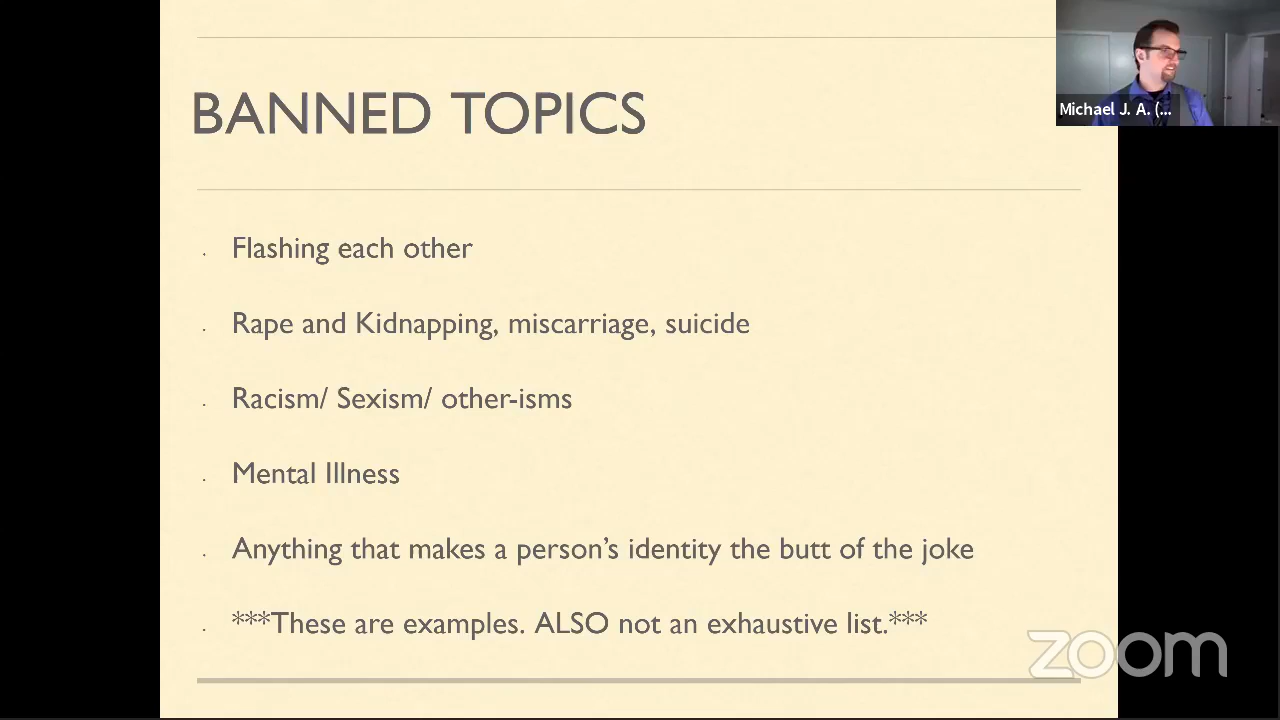 BANNED TOPICS
Michael J. A. (...
Flashing each other
Rape and Kidnapping, miscarriage, suicide
Racism/ Sexism/ other-isms
Mental Illness
Anything that makes a person’s identity the butt of the joke
***These are examples. ALSO not an exhaustive list.***
zoom